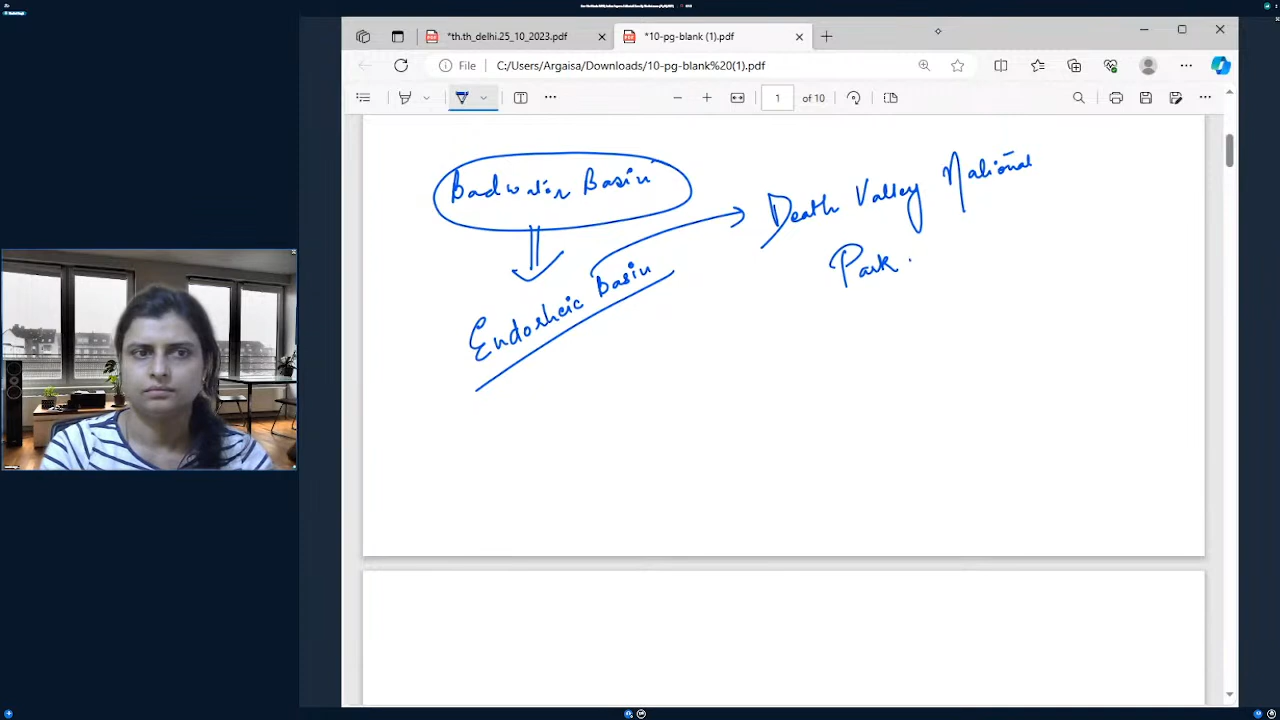 *th.th_delhi.25_10_2023.pdf
*10-pg-blank (1).pdf
File
C:/Users/Argaisa/Downloads/10-pg-blank%20(1).pdf
1 of 10
Badwater Basin
Death Valley National
Park.
Endorheic Basin